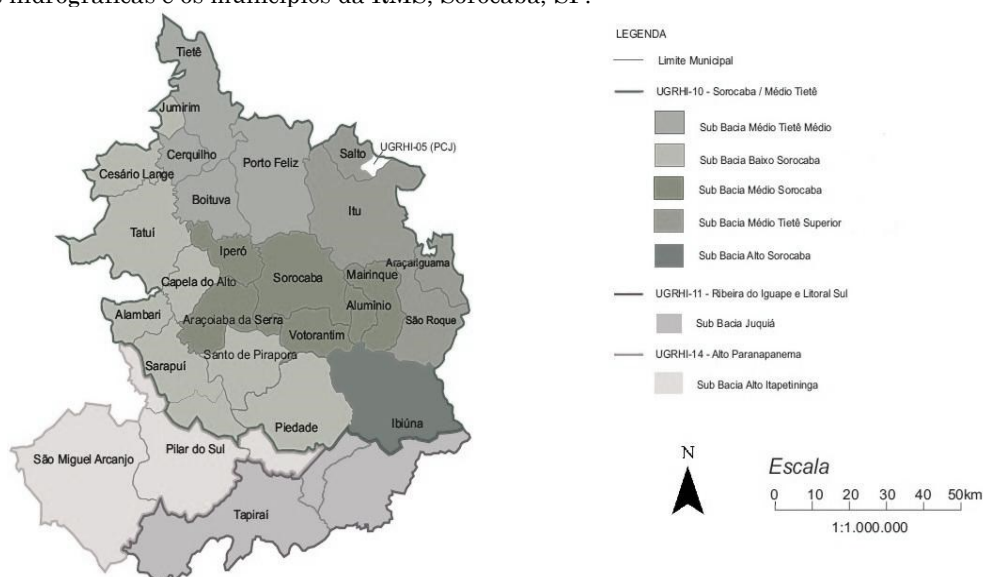 hidrográficas e os municípios da RMS, Sorocaba, SP.
Tietê
Jumirim
Cerquilho
Cesário Lange
Porto Feliz
Salto
UGRHI-05 (PCJ)
Boituva
Itu
Tatuí
Iperó
Sorocaba
Mairinque
Araçariguama
Capela do Alto
Alumínio
Alambari
Araçoiaba da Serra
São Roque
Votorantim
Santo de Pirapora
Sarapuí
Piedade
Ibiúna
São Miguel Arcanjo
Pilar do Sul
Tapiraí
LEGENDA
Limite Municipal
UGRHI-10 - Sorocaba / Médio Tietê
Sub Bacia Médio Tietê Médio
Sub Bacia Baixo Sorocaba
Sub Bacia Médio Sorocaba
Sub Bacia Médio Tietê Superior
Sub Bacia Alto Sorocaba
UGRHI-11 - Ribeira do Iguape e Litoral Sul
Sub Bacia Juquiá
UGRHI-14 - Alto Paranapanema
Sub Bacia Alto Itapetininga
N
Escala
0 10 20 30 40 50km
1:1.000.000